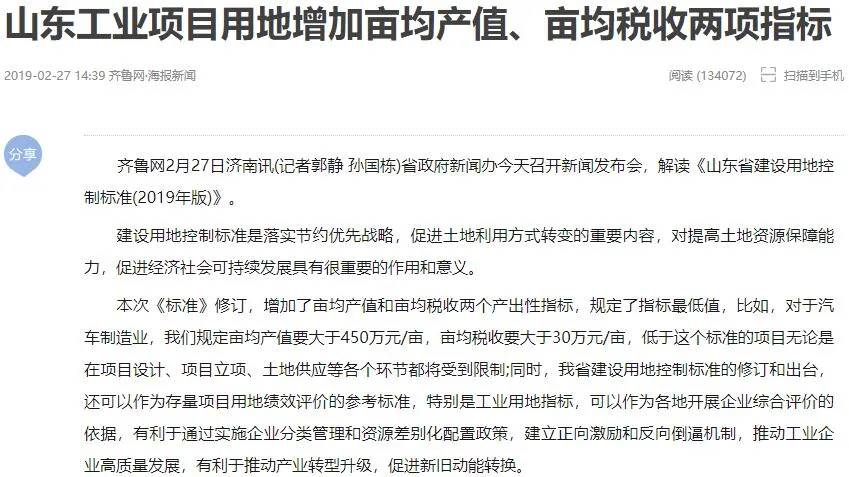 山东工业项目用地增加亩均产值、亩均税收两项指标
2019-02-27 14:39 齐鲁网·海报新闻
阅读 (134072)
扫描到手机
分享
齐鲁网2月27日济南讯(记者郭静 孙国栋)省政府新闻办今天召开新闻发布会，解读《山东省建设用地控
制标准(2019年版)》。
建设用地控制标准是落实节约优先战略，促进土地利用方式转变的重要内容，对提高土地资源保障能
力，促进经济社会可持续发展具有很重要的作用和意义。
本次《标准》修订，增加了亩均产值和亩均税收两个产出性指标，规定了指标最低值，比如，对于汽
车制造业，我们规定亩均产值要大于450万元/亩，亩均税收要大于30万元/亩，低于这个标准的项目无论是
在项目设计、项目立项、土地供应等各个环节都将受到限制;同时，我省建设用地控制标准的修订和出台，
还可以作为存量项目用地绩效评价的参考标准，特别是工业用地指标，可以作为各地开展企业综合评价的
依据，有利于通过实施企业分类管理和资源差别化配置政策，建立正向激励和反向倒逼机制，推动工业企
业高质量发展，有利于推动产业转型升级，促进新旧动能转换。